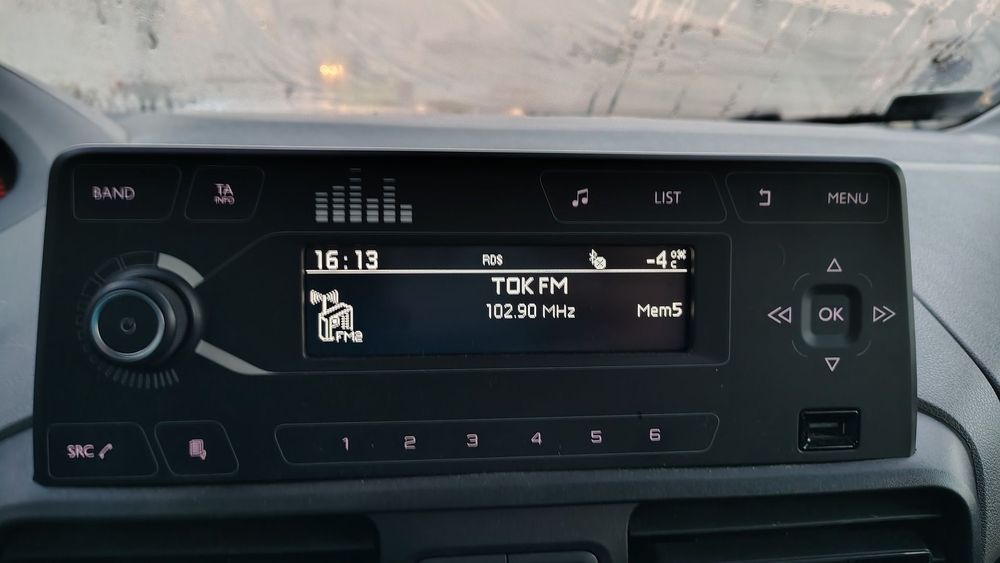 BAND
TA
INFO
LIST
MENU
16:13
RDS
-4°C
TOK FM
102.90 MHz
Mem5
FM2
OK
SRC
1 2 3 4 5 6